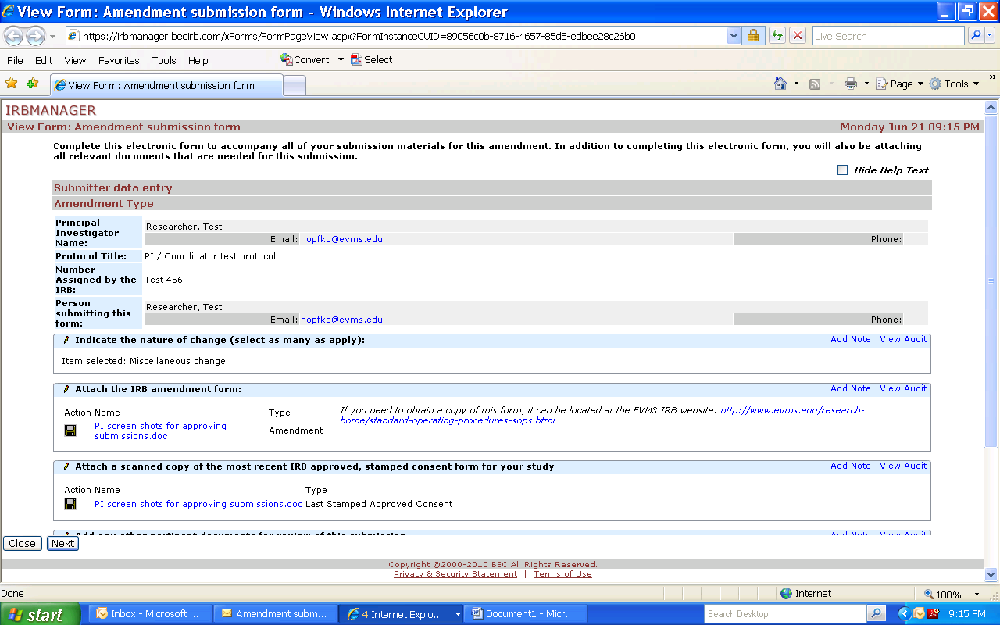 View Form: Amendment submission form - Windows Internet Explorer
https://irbmanager.becirb.com/xForms/FormPageView.aspx?FormInstanceGUID=89056c0b-8716-4657-85d5-edbee28c26b0
Live Search
File Edit View Favorites Tools Help Convert Select
View Form: Amendment submission form
Page Tools »
IRBMANAGER
View Form: Amendment submission form Monday Jun 21 09:15 PM
Complete this electronic form to accompany all of your submission materials for this amendment. In addition to completing this electronic form, you will also be attaching
all relevant documents that are needed for this submission.
Hide Help Text
Submitter data entry
Amendment Type
Principal
Investigator
Name:
Researcher, Test
Email: hopfkp@evms.edu Phone:
Protocol Title: PI / Coordinator test protocol
Number
Assigned by the
IRB:
Test 456
Person
submitting this
form:
Researcher, Test
Email: hopfkp@evms.edu Phone:
Indicate the nature of change (select as many as apply): Add Note View Audit
Item selected: Miscellaneous change
Attach the IRB amendment form: Add Note View Audit
Action Name Type
PI screen shots for approving
submissions.doc
Amendment
If you need to obtain a copy of this form, it can be located at the EVMS IRB website: http://www.evms.edu/research-
home/standard-operating-procedures-sops.html
Attach a scanned copy of the most recent IRB approved, stamped consent form for your study Add Note View Audit
Action Name Type
PI screen shots for approving submissions.doc Last Stamped Approved Consent
Add any other pertinent documents for review of this submission Add Note View Audit
Close Next
Copyright ©2000-2010 BEC All Rights Reserved.
Privacy & Security Statement | Terms of Use
Done Internet 100%
start Inbox - Microsoft ... Amendment subm... 4 Internet Explo... Document1 - Micr... Search Desktop 9:15 PM